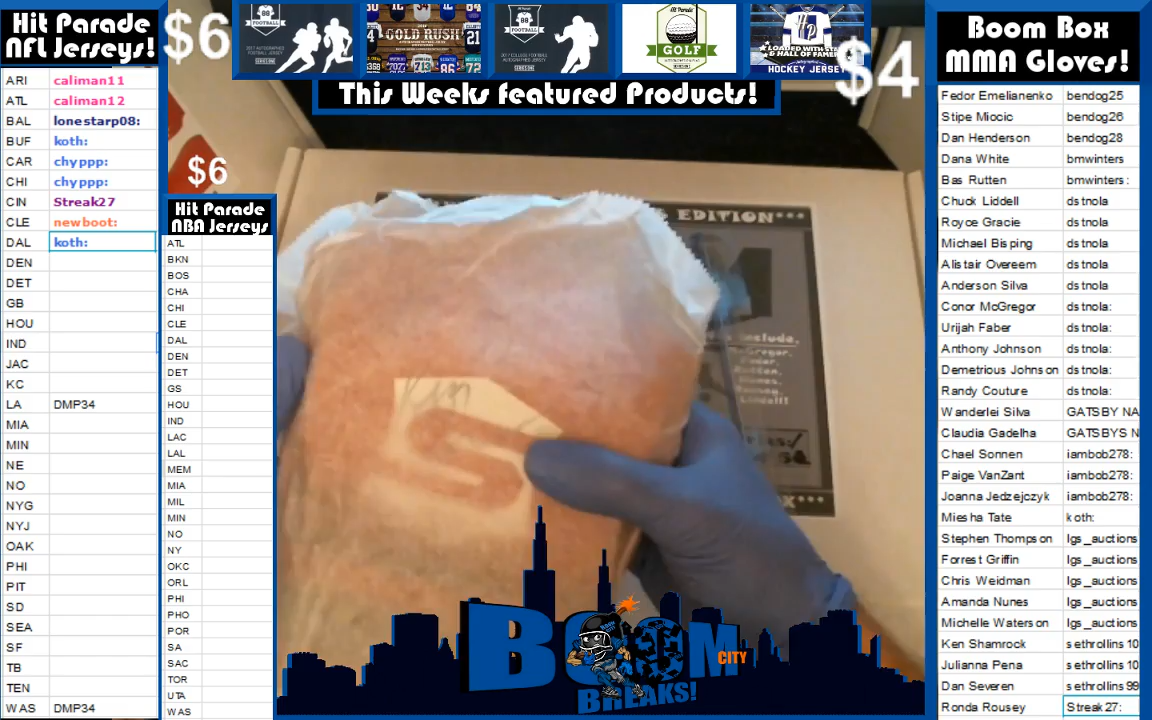 Hit Parade
NFL Jerseys!
ARI caliman11
ATL caliman12
BAL lonestarp08:
BUF koth:
CAR chyppp:
CHI chyppp:
CIN Streak27
CLE newboot:
DAL koth:
DEN
DET
GB
HOU
IND
JAC
KC
LA DMP34
MIA
MIN
NE
NO
NYG
NYJ
OAK
PHI
PIT
SD
SEA
SF
TB
TEN
WAS DMP34
$6
$6
Hit Parade
NBA Jerseys
ATL
BKN
BOS
CHA
CHI
CLE
DAL
DEN
DET
GS
HOU
IND
LAC
LAL
MEM
MIA
MIL
MIN
NO
NY
OKC
ORL
PHI
PHO
POR
SA
SAC
TOR
UTA
WAS
FOOTBALL
GOLD RUSH
FOOTBALL
GOLF
HOCKEY JERSEY
$4
This Weeks featured Products!
EDITION***
S
BOOM
CITY
BREAKS!
Boom Box
MMA Gloves!
Fedor Emelianenko bendog25
Stipe Miocic bendog26
Dan Henderson bendog28
Dana White bmwinters
Bas Rutten bmwinters:
Chuck Liddell dstnola
Royce Gracie dstnola
Michael Bisping dstnola
Alistair Overeem dstnola
Anderson Silva dstnola
Conor McGregor dstnola:
Urijah Faber dstnola:
Anthony Johnson dstnola:
Demetrious Johnson dstnola:
Randy Couture dstnola:
Wanderlei Silva GATSBY NA
Claudia Gadelha GATSBYS N
Chael Sonnen iambob278:
Paige VanZant iambob278:
Joanna Jedzejczyk iambob278:
Miesha Tate koth:
Stephen Thompson lgs_auctions
Forrest Griffin lgs_auctions
Chris Weidman lgs_auctions
Amanda Nunes lgs_auctions
Michelle Waterson lgs_auctions
Ken Shamrock sethrollins10
Julianna Pena sethrollins10
Dan Severen sethrollins99
Ronda Rousey Streak27: